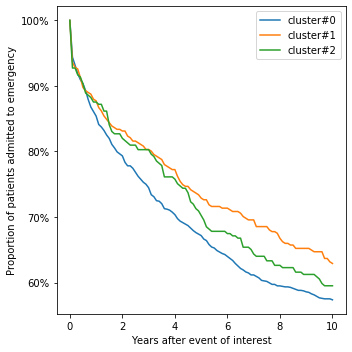 100%
90%
80%
70%
60%
Proportion of patients admitted to emergency
cluster#0
cluster#1
cluster#2
0
2
4
6
8
10
Years after event of interest